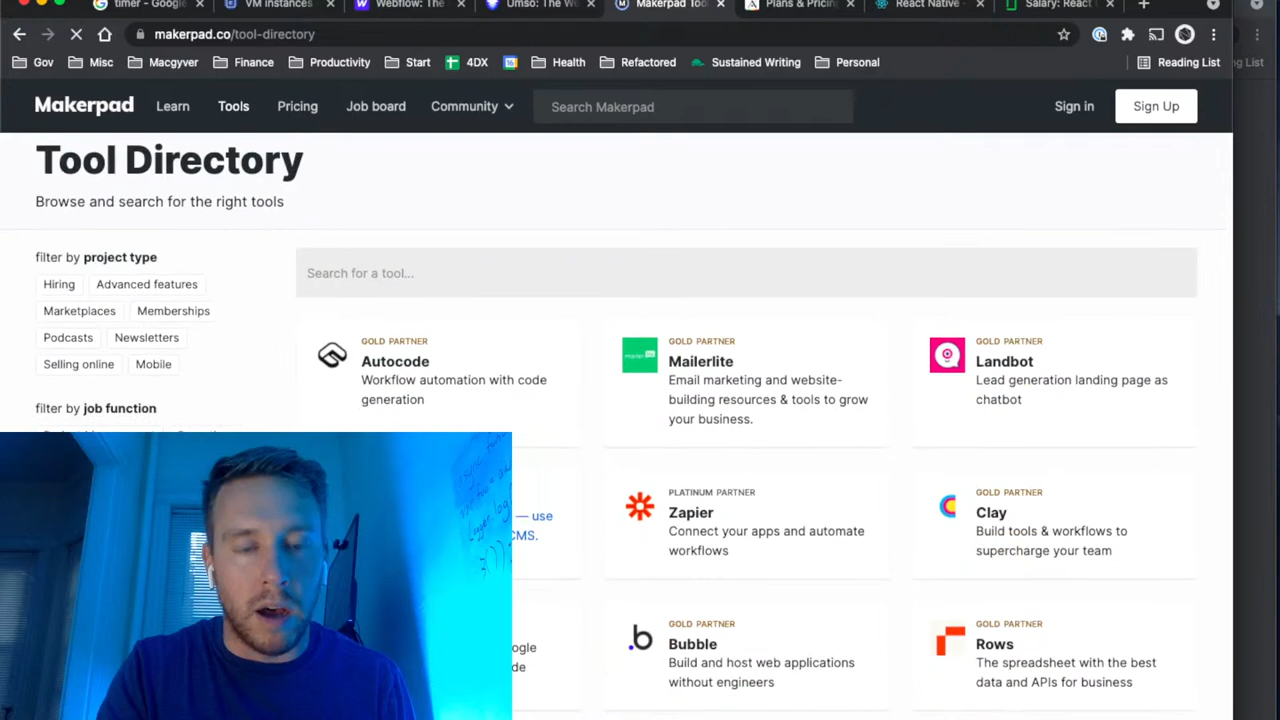 timer - Google
VM instances
Webflow: The
Umso: The W
Makerpad Too
Plans & Pricing
React Native -
Salary: React
makerpad.co/tool-directory
Gov
Misc
Macgyver
Finance
Productivity
Start
4DX
Health
Refactored
Sustained Writing
Personal
Reading List
ng List
Makerpad
Learn
Tools
Pricing
Job board
Community
Search Makerpad
Sign in
Sign Up
Tool Directory
Browse and search for the right tools
filter by project type
Hiring
Advanced features
Marketplaces
Memberships
Podcasts
Newsletters
Selling online
Mobile
filter by job function
Search for a tool...
GOLD PARTNER
Autocode
Workflow automation with code
generation
GOLD PARTNER
Mailerlite
Email marketing and website-
building resources & tools to grow
your business.
GOLD PARTNER
Landbot
Lead generation landing page as
chatbot
— use
CMS.
PLATINUM PARTNER
Zapier
Connect your apps and automate
workflows
GOLD PARTNER
Clay
Build tools & workflows to
supercharge your team
ogle
de
GOLD PARTNER
Bubble
Build and host web applications
without engineers
GOLD PARTNER
Rows
The spreadsheet with the best
data and APIs for business